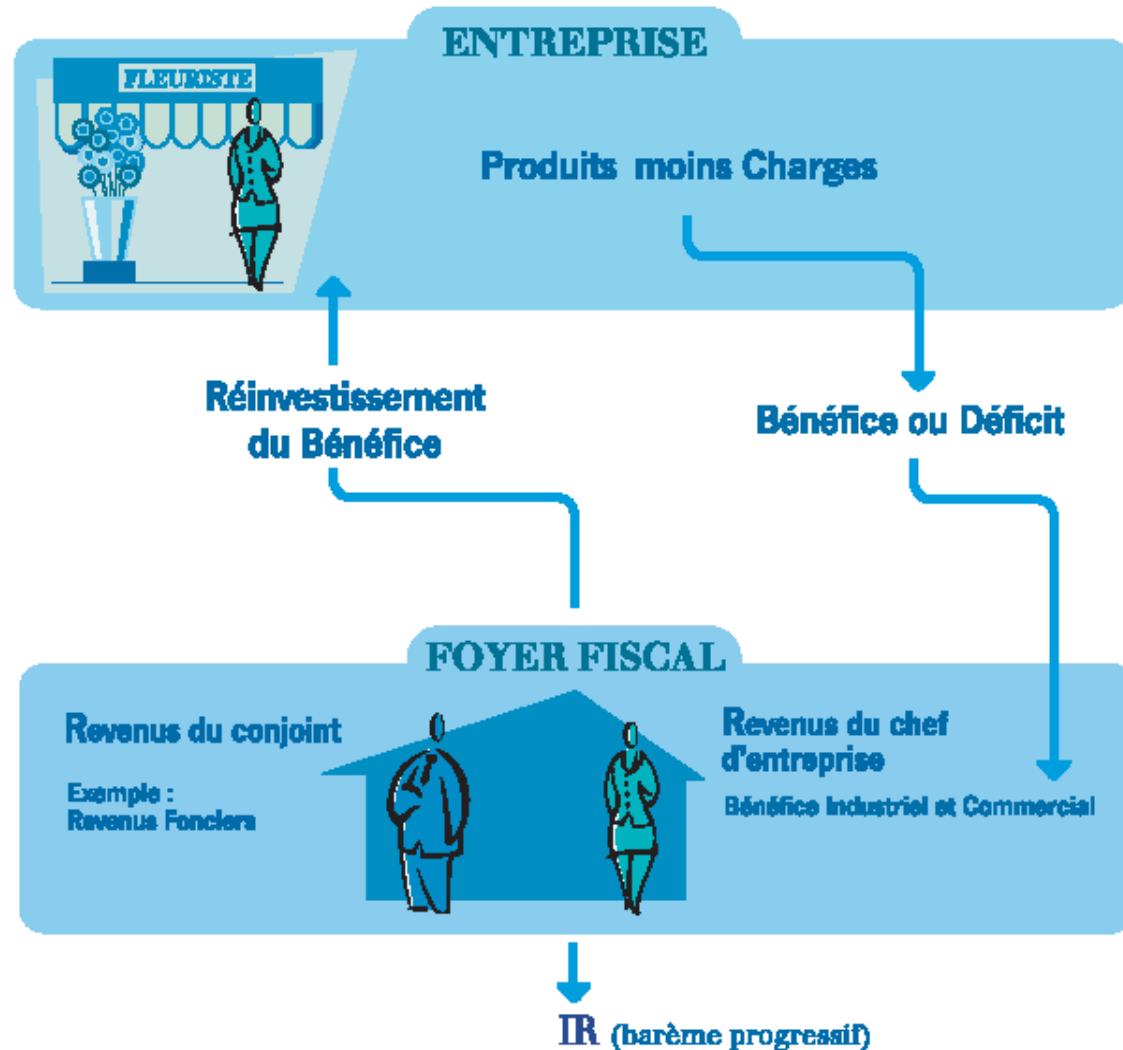 ENTREPRISE
FLEURISTE
Produits moins Charges
Réinvestissement
du Bénéfice
Bénéfice ou Déficit
FOYER FISCAL
Revenus du conjoint
Exemple :
Revenus Fonciers
Revenus du chef
d'entreprise
Bénéfice Industriel et Commercial
IR (barème progressif)